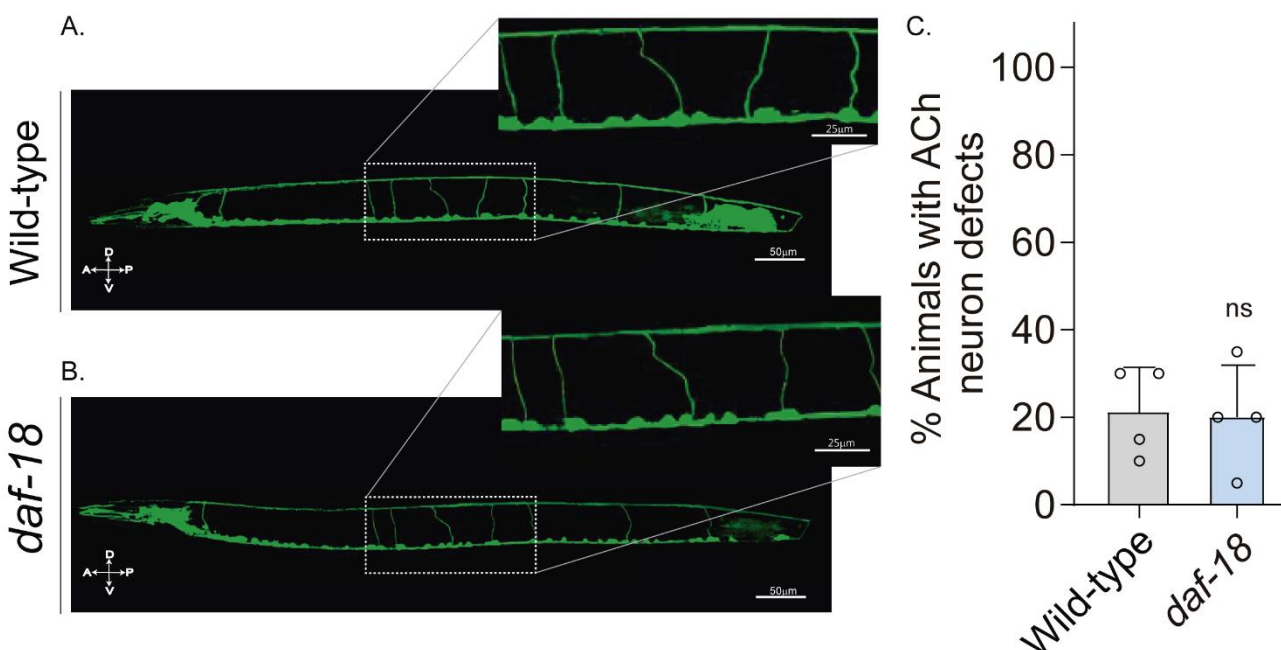 A.
Wild-type
25µm
D
A P
V
50µm
B.
daf-18
25µm
D
A P
V
50µm
C.
% Animals with ACh
neuron defects
100
80
60
40
20
0
ns
Wild-type
daf-18